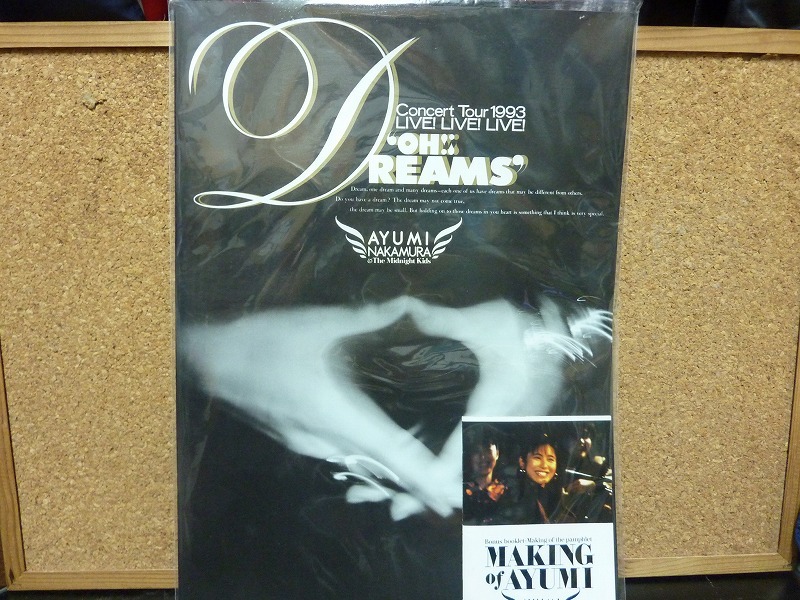 Concert Tour 1993
LIVE! LIVE! LIVE!
"OH!!
DREAMS"
Dream, one dream and many dreams–each one of us have dreams that may be different from others.
Do you have a dream? The dream may not come true,
the dream may be small. But holding on to those dreams in you heart is something that I think is very special.
AYUMI
NAKAMURA
& The Midnight Kids
Bonus booklet-Making of the pamphlet
MAKING
of AYUMI